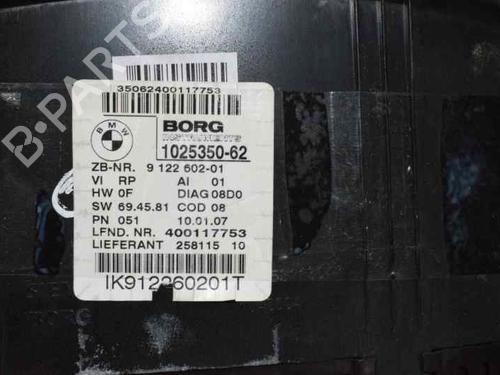 35062400117753
BMW
BORG
INSTRUMENTS
1025350-62
ZB-NR. 9 122 602-01
VI RP AI 01
HW 0F DIAG 08D0
SW 69.45.81 COD 08
PN 051 10.01.07
LFND. NR. 400117753
LIEFERANT 258115 10
IK912260201T
B-PARTS